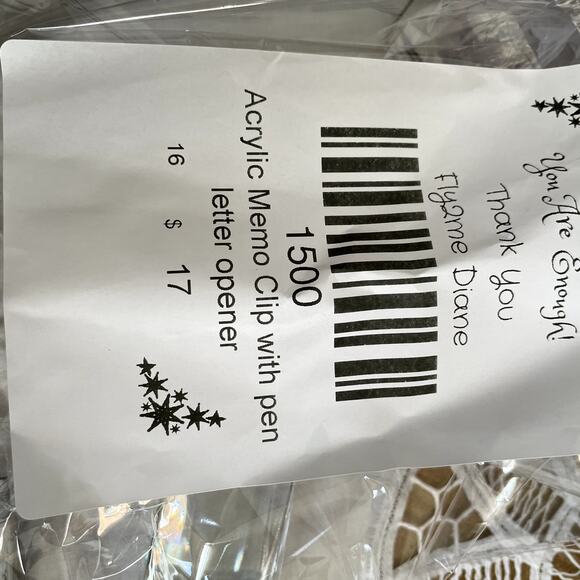 You Are Enough!
Thank You
Fly2me Diane
1500
Acrylic Memo Clip with pen
letter opener
16 $ 17